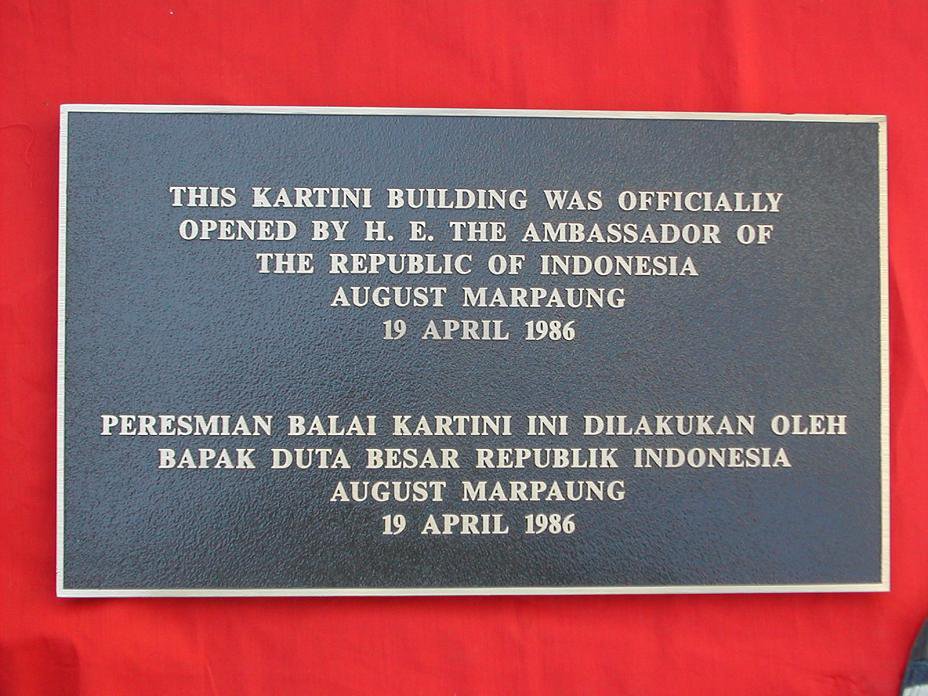 THIS KARTINI BUILDING WAS OFFICIALLY
OPENED BY H. E. THE AMBASSADOR OF
THE REPUBLIC OF INDONESIA
AUGUST MARPAUNG
19 APRIL 1986
PERESMIAN BALAI KARTINI INI DILAKUKAN OLEH
BAPAK DUTA BESAR REPUBLIK INDONESIA
AUGUST MARPAUNG
19 APRIL 1986